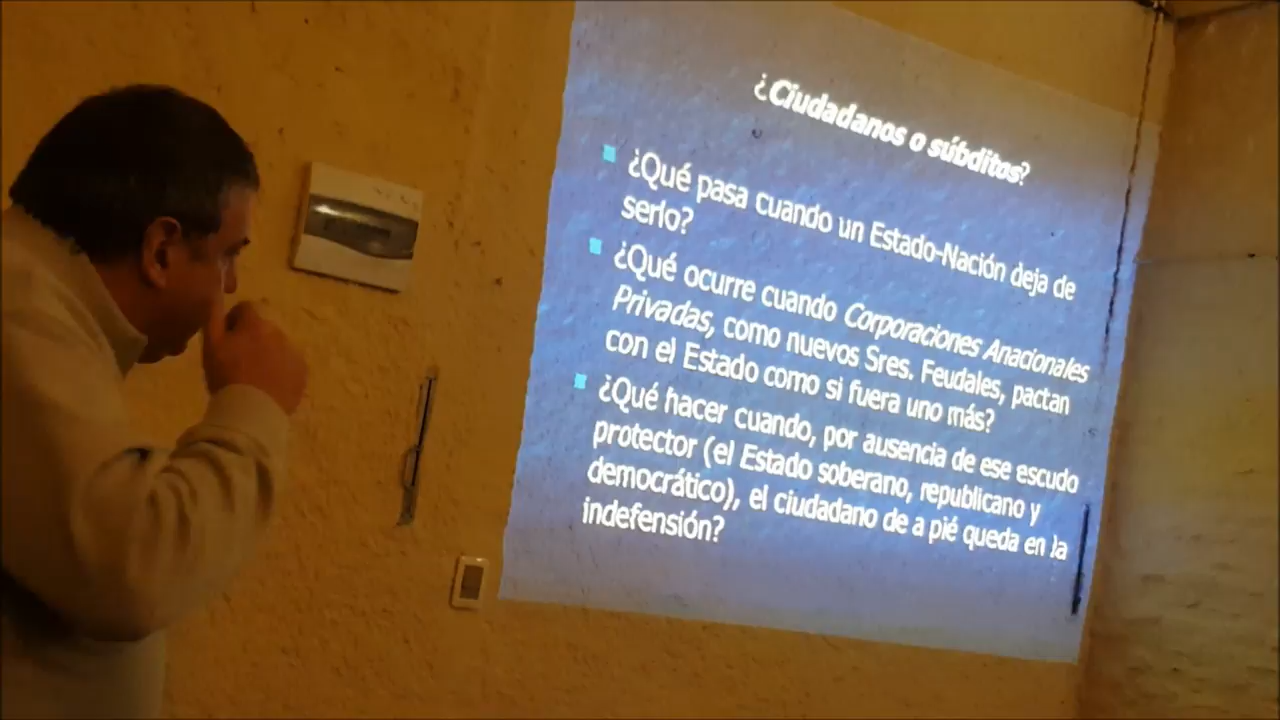 ¿Ciudadanos o súbditos?
¿Qué pasa cuando un Estado-Nación deja de
serlo?
¿Qué ocurre cuando Corporaciones Anacionales
Privadas, como nuevos Sres. Feudales, pactan
con el Estado como si fuera uno más?
¿Qué hacer cuando, por ausencia de ese escudo
protector (el Estado soberano, republicano y
democrático), el ciudadano de a pié queda en la
indefensión?